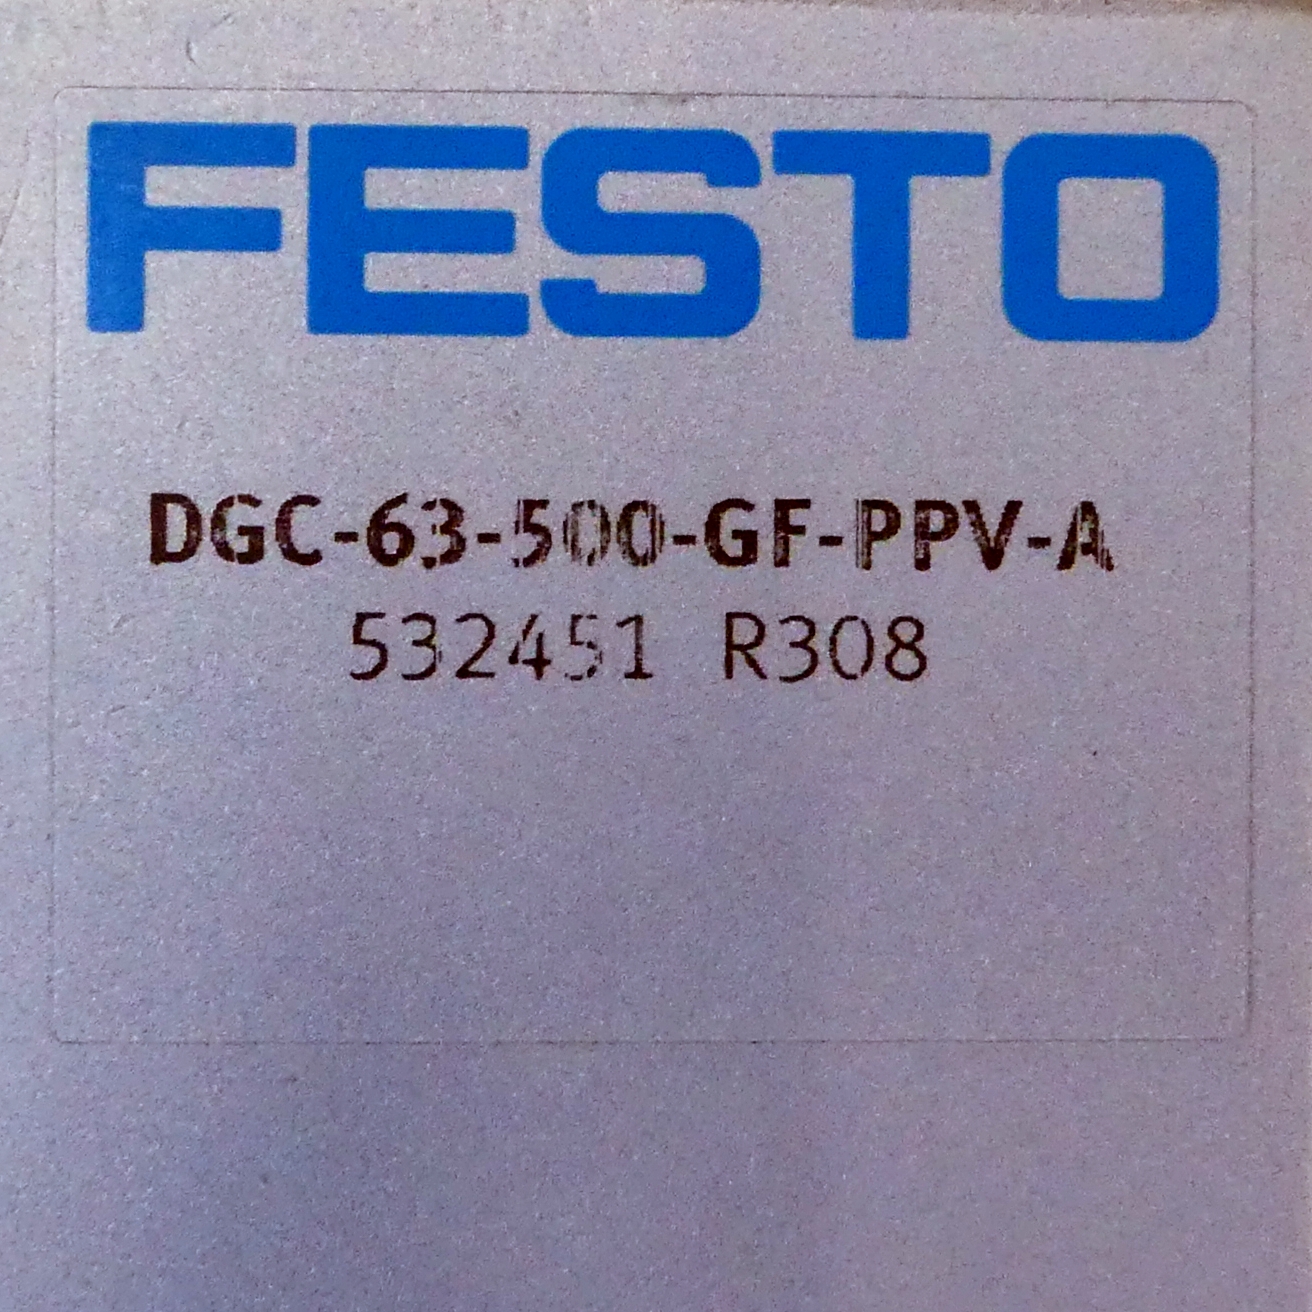 FESTO
DGC-63-500-GF-PPV-A
532451 R308